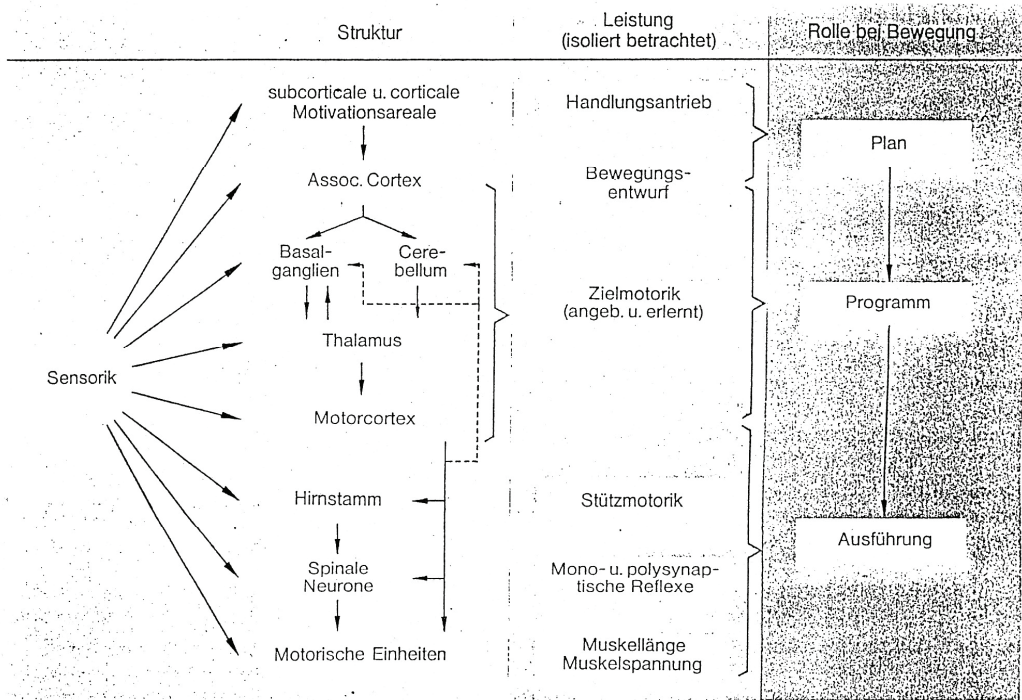 Struktur
Leistung
(isoliert betrachtet)
Rolle bei Bewegung
subcorticale u. corticale
Motivationsareale
Assoc. Cortex
Basal-
ganglien
Cere-
bellum
Thalamus
Sensorik
Motorcortex
Hirnstamm
Spinale
Neurone
Motorische Einheiten
Handlungsantrieb
Bewegungs-
entwurf
Zielmotorik
(angeb. u. erlernt)
Stützmotorik
Mono- u. polysynap-
tische Reflexe
Muskellänge
Muskelspannung
Plan
Programm
Ausführung